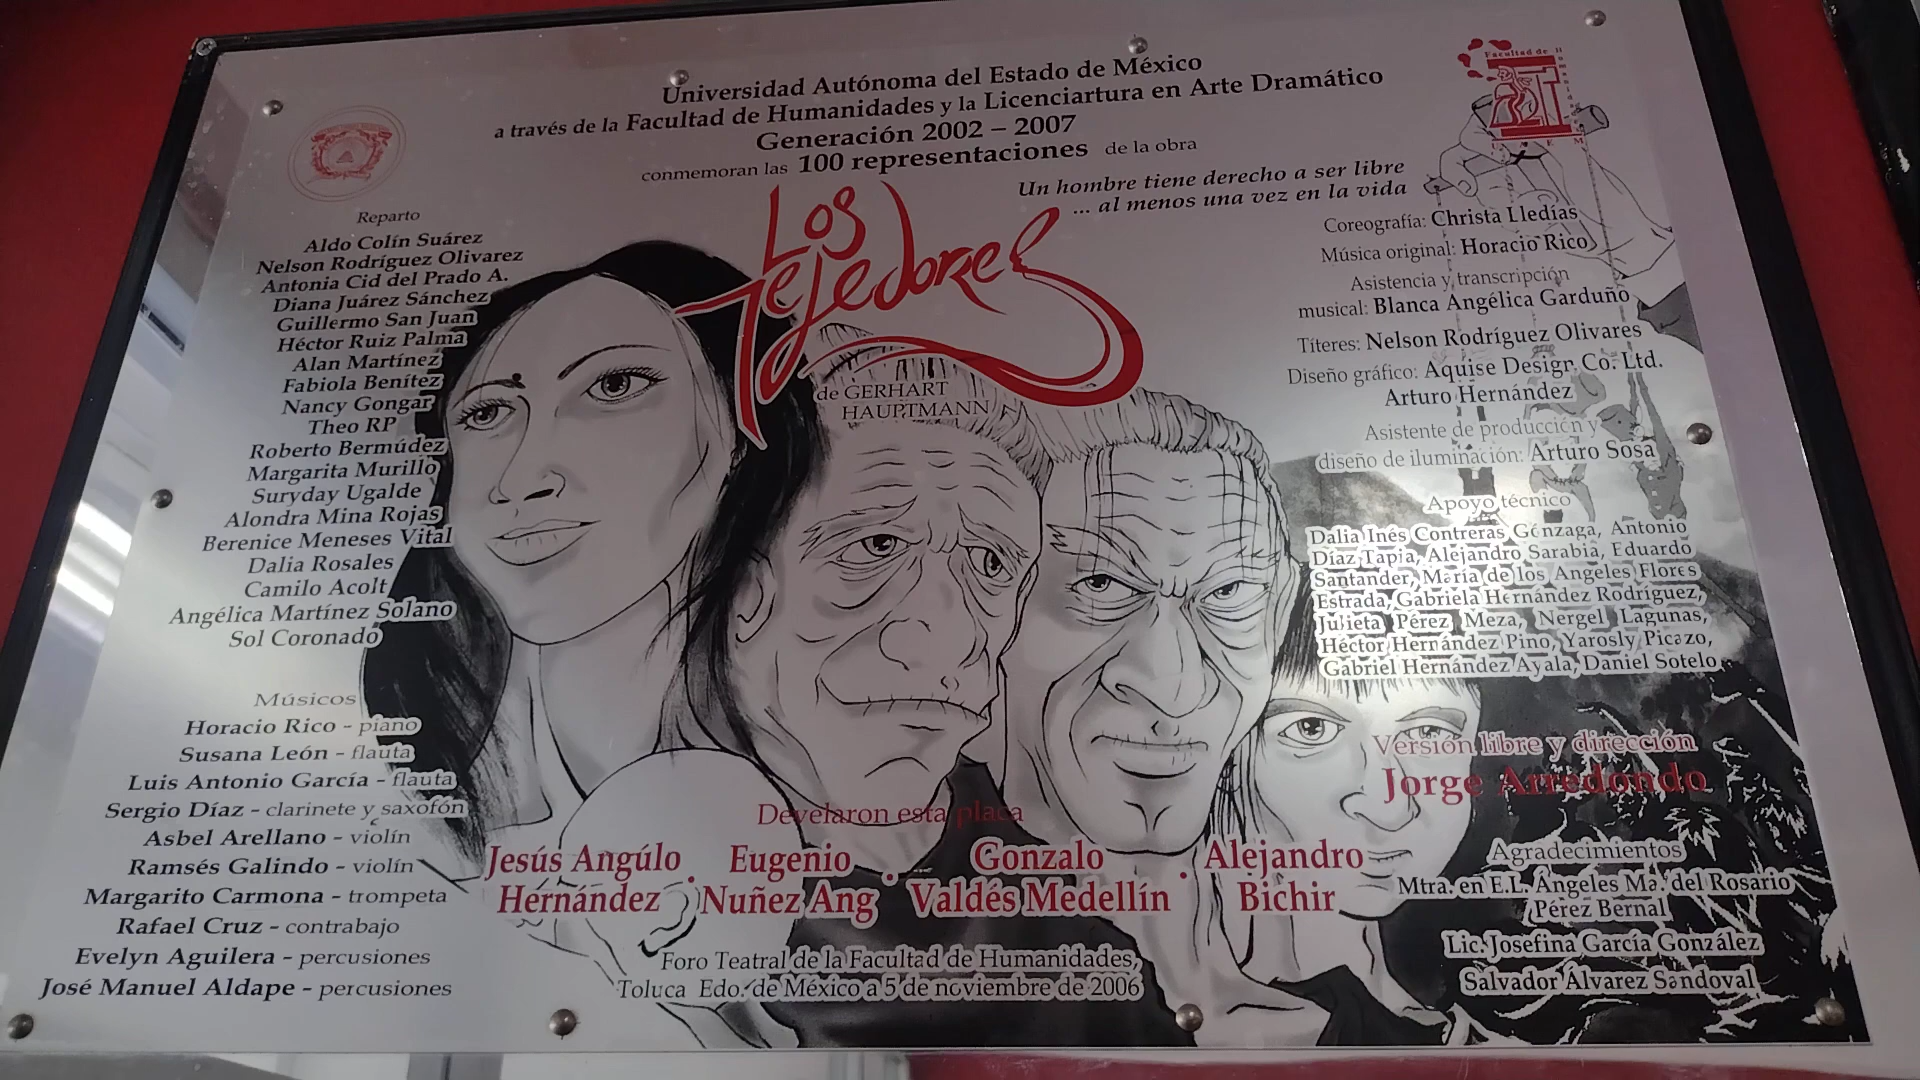 Universidad Autónoma del Estado de México
a través de la Facultad de Humanidades y la Licenciartura en Arte Dramático
Generación 2002 – 2007
conmemoran las 100 representaciones de la obra
Un hombre tiene derecho a ser libre
... al menos una vez en la vida
Los
Tejedores
de GERHART
HAUPTMANN
Facultad de Humanidades
U A E M
Reparto
Aldo Colín Suárez
Nelson Rodríguez Olivarez
Antonia Cid del Prado A.
Diana Juárez Sánchez
Guillermo San Juan
Héctor Ruiz Palma
Alan Martínez
Fabiola Benítez
Nancy Gongar
Theo RP
Roberto Bermúdez
Margarita Murillo
Suryday Ugalde
Alondra Mina Rojas
Berenice Meneses Vital
Dalia Rosales
Camilo Acolt
Angélica Martínez Solano
Sol Coronado
Músicos
Horacio Rico - piano
Susana León - flauta
Luis Antonio García - flauta
Sergio Díaz - clarinete y saxofón
Asbel Arellano - violín
Ramsés Galindo - violín
Margarito Carmona - trompeta
Rafael Cruz - contrabajo
Evelyn Aguilera - percusiones
José Manuel Aldape - percusiones
Coreografía: Christa Lledías
Música original: Horacio Rico
Asistencia y transcripción
musical: Blanca Angélica Garduño
Títeres: Nelson Rodríguez Olivares
Diseño gráfico: Aquise Design Co. Ltd.
Arturo Hernández
Asistente de producción y
diseño de iluminación: Arturo Sosa
Apoyo técnico
Dalia Inés Contreras Gónzaga, Antonio
Díaz Tapia, Alejandro Sarabia, Eduardo
Santander, María de los Angeles Flores
Estrada, Gabriela Hernández Rodríguez,
Julieta Pérez Meza, Nergel Lagunas,
Héctor Hernández Pino, Yarosly Picazo,
Gabriel Hernández Ayala, Daniel Sotelo
Versión libre y dirección
Jorge Arredondo
Agradecimientos
Mtra. en E.L. Ángeles Ma. del Rosario
Pérez Bernal
Lic. Josefina García González
Salvador Álvarez Sandoval
Develaron esta placa
Jesús Angúlo Hernández · Eugenio Nuñez Ang · Gonzalo Valdés Medellín · Alejandro Bichir
Foro Teatral de la Facultad de Humanidades,
Toluca Edo. de México a 5 de noviembre de 2006